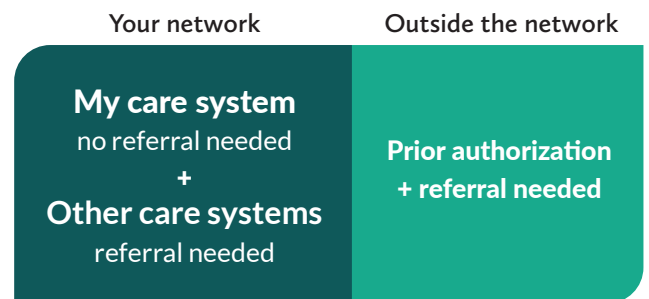 Your network
Outside the network
My care system
no referral needed
+
Other care systems
referral needed
Prior authorization
+ referral needed